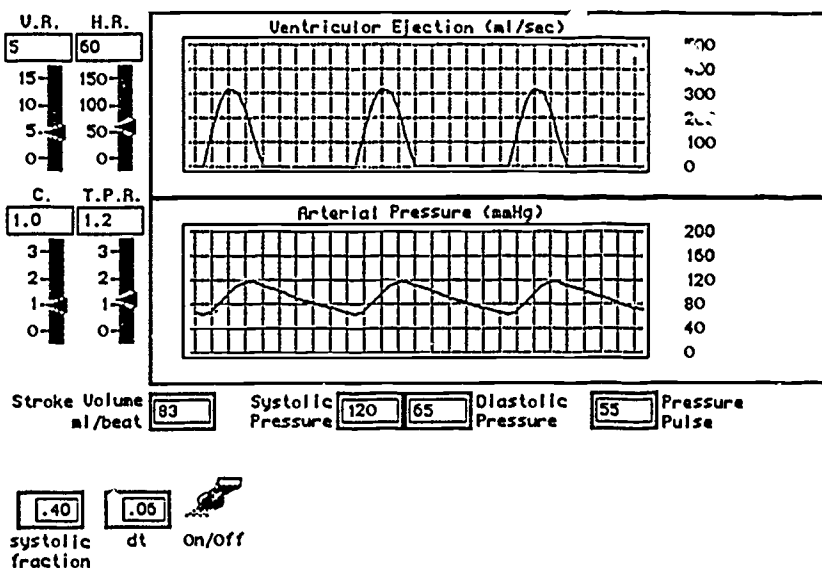 V.R. H.R.
5 60
15- 150-
10- 100-
5- 50-
0- 0-
Ventricular Ejection (ml/sec)
300
100
0
C. T.P.R.
1.0 1.2
3- 3-
2- 2-
1- 1-
0- 0-
Arterial Pressure (mmHg)
200
160
120
80
40
0
Stroke Volume ml/beat 83
Systolic Pressure 120
65 Diastolic Pressure
55 Pressure Pulse
.40 systolic fraction
dt
On/Off